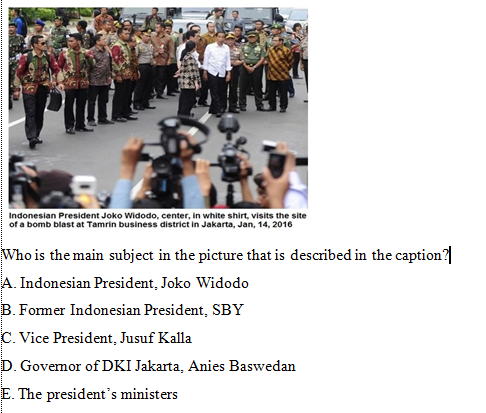 Indonesian President Joko Widodo, center, in white shirt, visits the site
of a bomb blast at Tamrin business district in Jakarta, Jan, 14, 2016
Who is the main subject in the picture that is described in the caption?
A. Indonesian President, Joko Widodo
B. Former Indonesian President, SBY
C. Vice President, Jusuf Kalla
D. Governor of DKI Jakarta, Anies Baswedan
E. The president's ministers